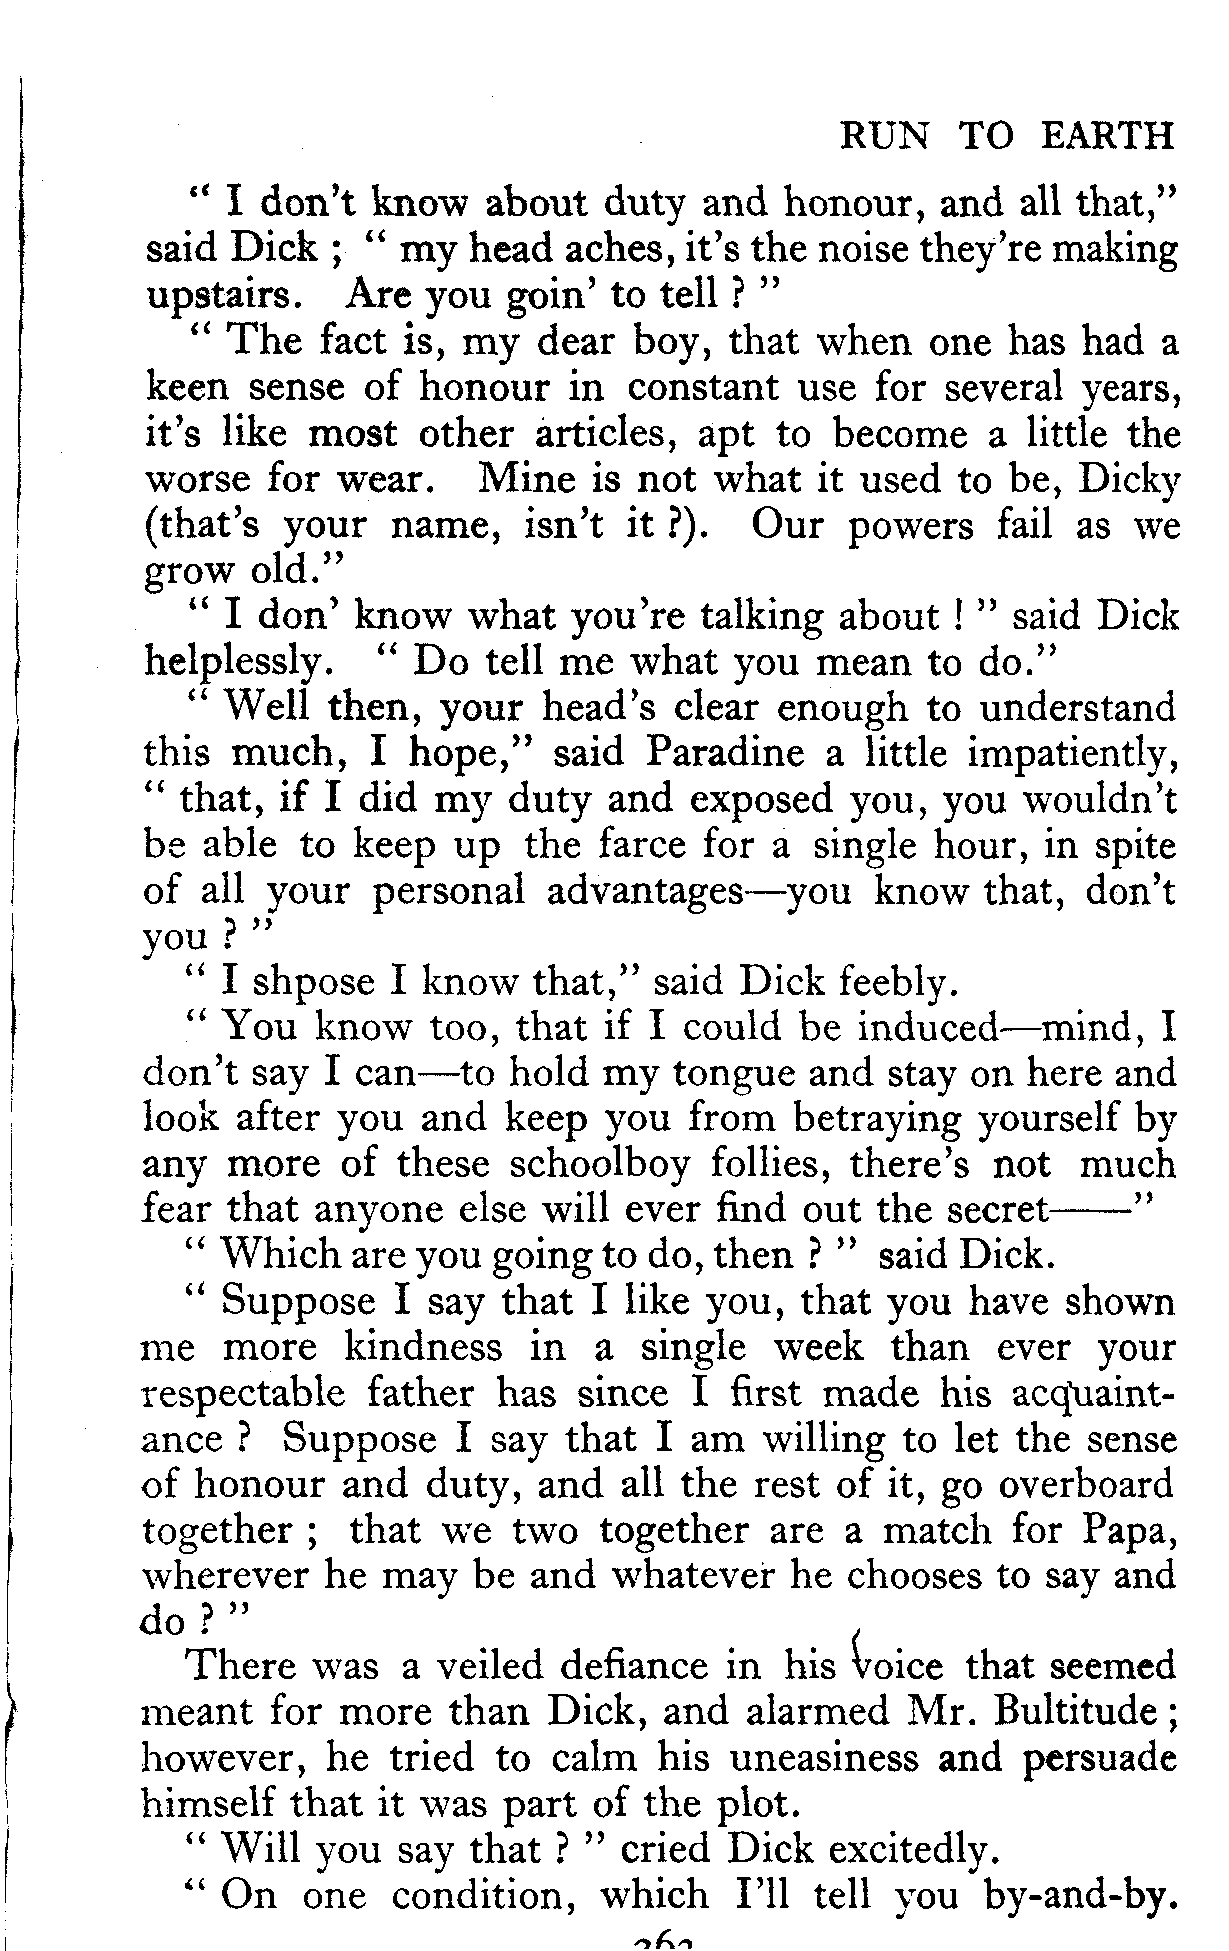 RUN TO EARTH
“ I don't know about duty and honour, and all that,”
said Dick ; “ my head aches, it's the noise they're making
upstairs. Are you goin' to tell ? ”
“ The fact is, my dear boy, that when one has had a
keen sense of honour in constant use for several years,
it's like most other articles, apt to become a little the
worse for wear. Mine is not what it used to be, Dicky
(that's your name, isn't it ?). Our powers fail as we
grow old.”
“ I don' know what you're talking about ! ” said Dick
helplessly. “ Do tell me what you mean to do.”
“ Well then, your head's clear enough to understand
this much, I hope,” said Paradine a little impatiently,
“ that, if I did my duty and exposed you, you wouldn't
be able to keep up the farce for a single hour, in spite
of all your personal advantages—you know that, don't
you ? ”
“ I shpose I know that,” said Dick feebly.
“ You know too, that if I could be induced—mind, I
don't say I can—to hold my tongue and stay on here and
look after you and keep you from betraying yourself by
any more of these schoolboy follies, there's not much
fear that anyone else will ever find out the secret——”
“ Which are you going to do, then ? ” said Dick.
“ Suppose I say that I like you, that you have shown
me more kindness in a single week than ever your
respectable father has since I first made his acquaint-
ance ? Suppose I say that I am willing to let the sense
of honour and duty, and all the rest of it, go overboard
together ; that we two together are a match for Papa,
wherever he may be and whatever he chooses to say and
do ? ”
There was a veiled defiance in his voice that seemed
meant for more than Dick, and alarmed Mr. Bultitude ;
however, he tried to calm his uneasiness and persuade
himself that it was part of the plot.
“ Will you say that ? ” cried Dick excitedly.
“ On one condition, which I'll tell you by-and-by.